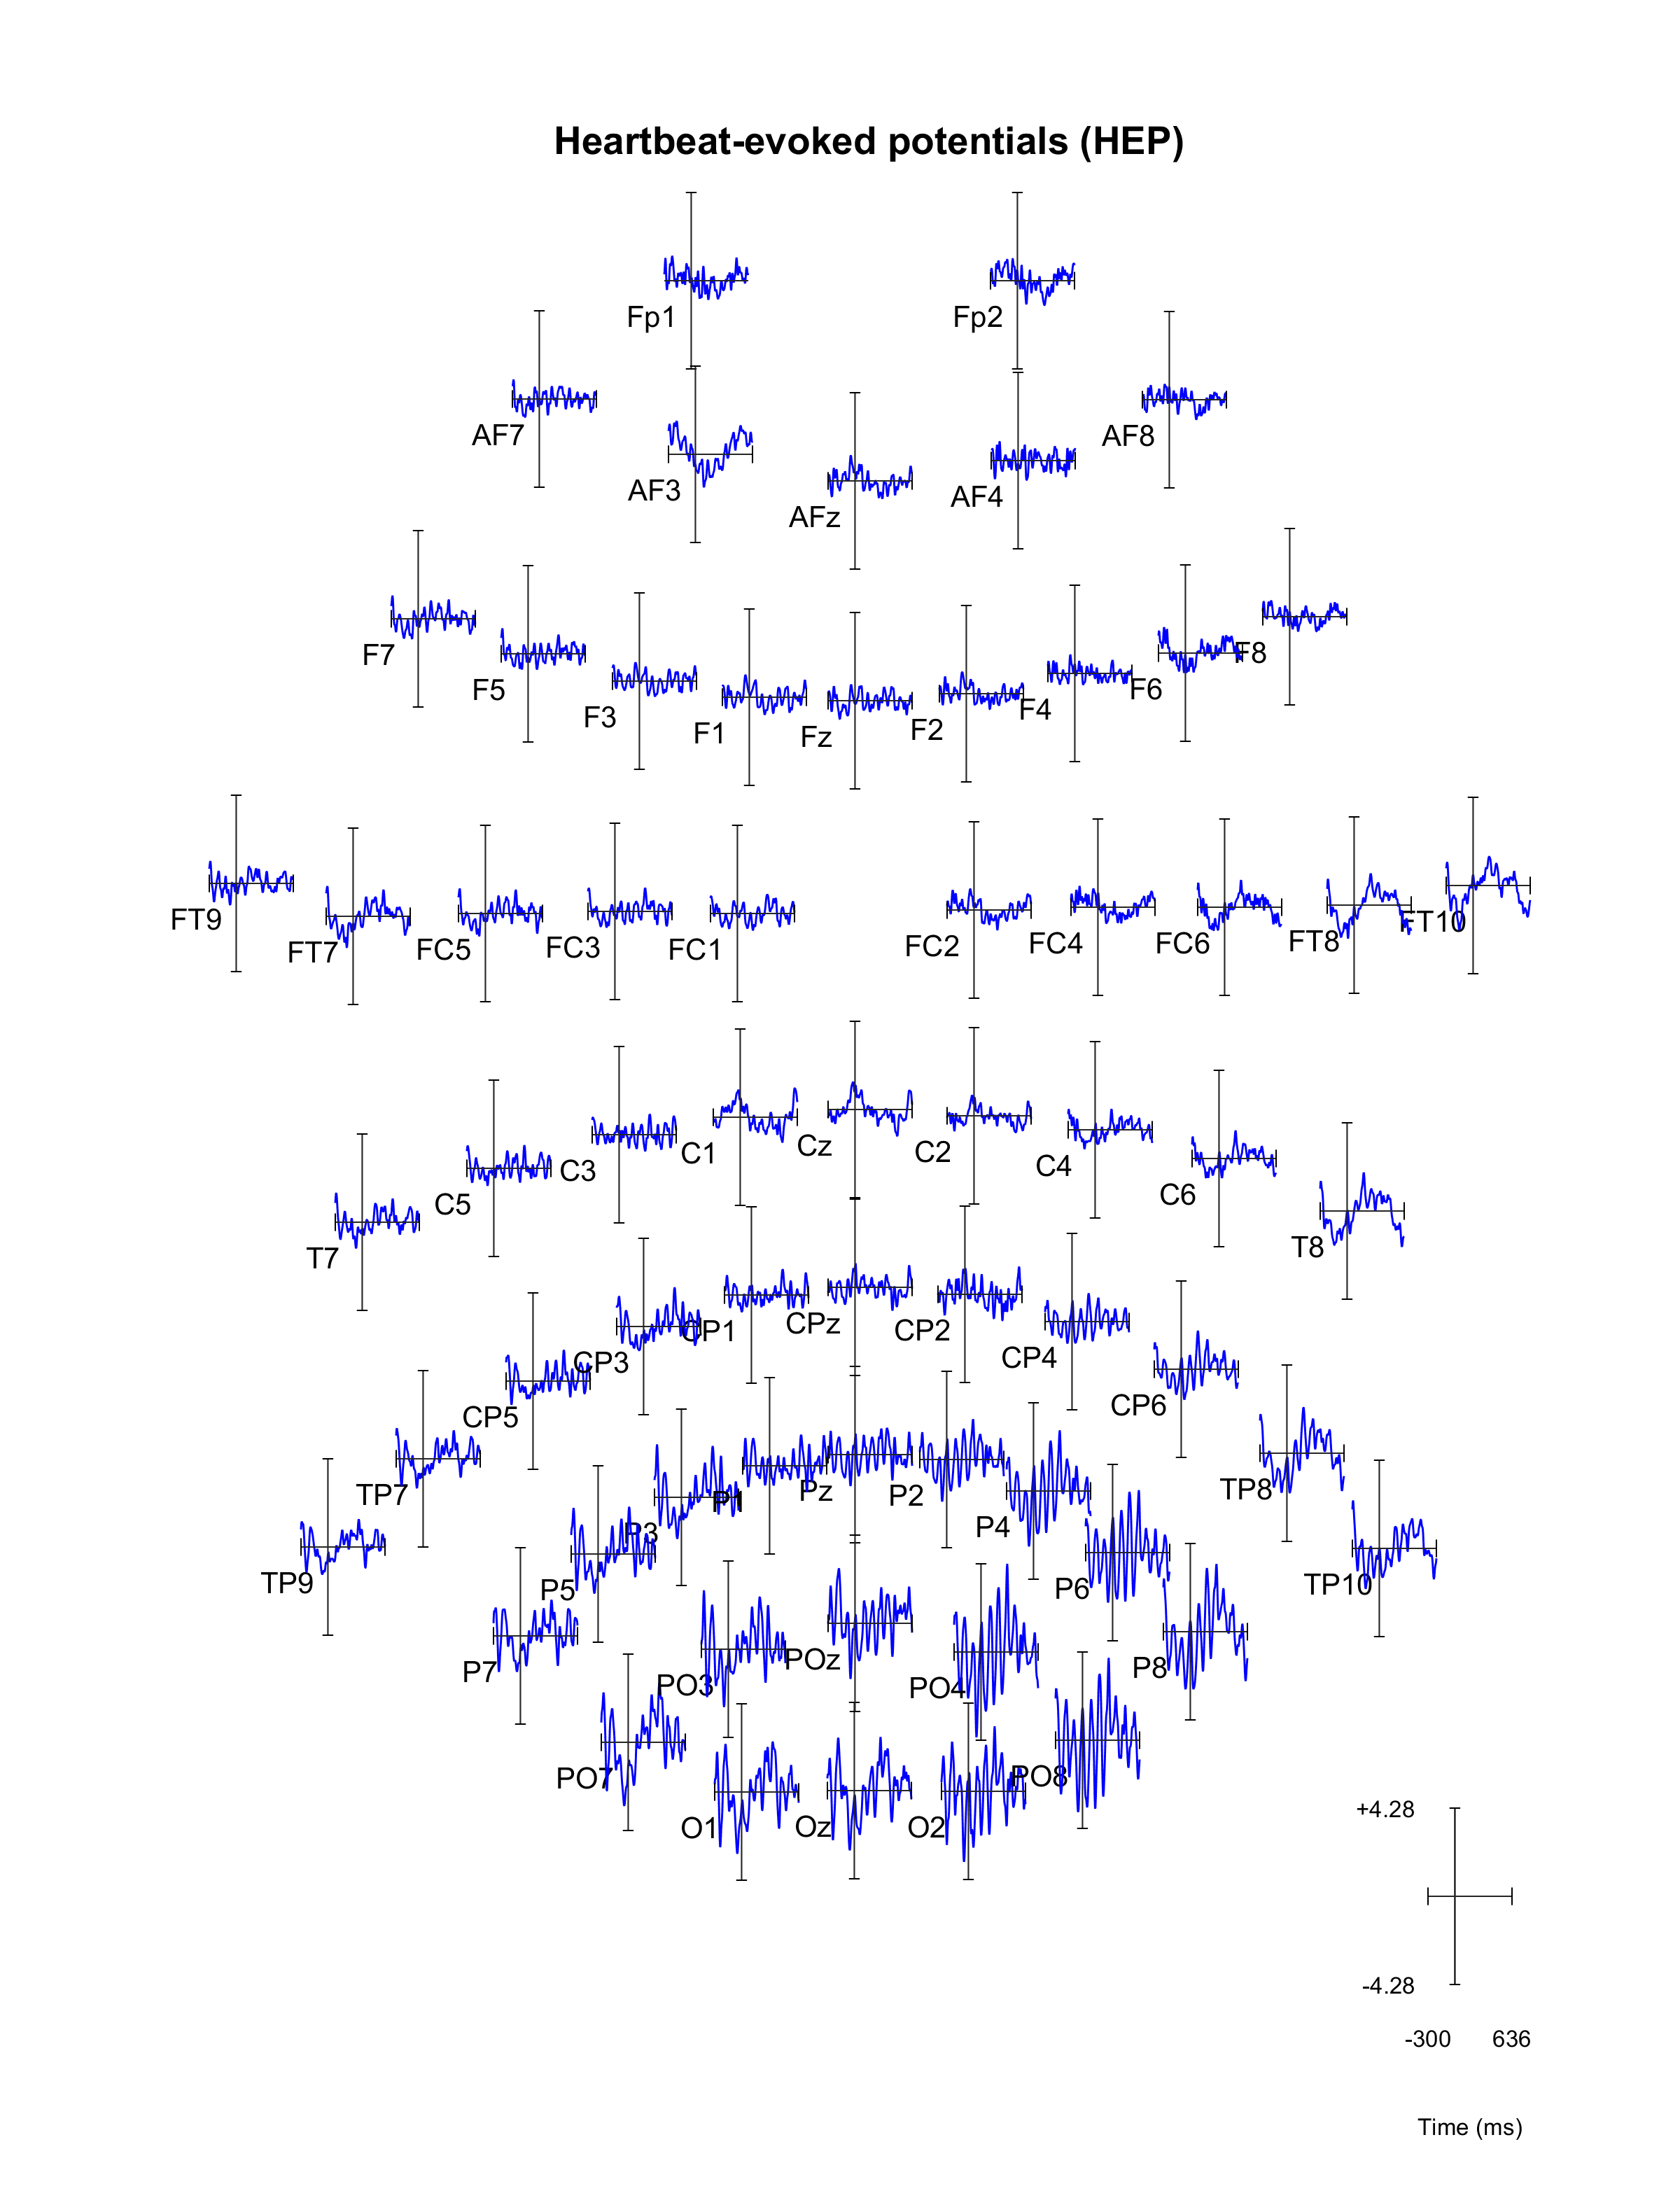 Heartbeat-evoked potentials (HEP)
Fp1 Fp2
AF7 AF8
AF3 AFz AF4
F7 F5 F3 F1 Fz F2 F4 F6 F8
FT9 FT7 FC5 FC3 FC1 FC2 FC4 FC6 FT8 FT10
T7 C5 C3 C1 Cz C2 C4 C6 T8
TP9 TP7 CP5 CP3 CP1 CPz CP2 CP4 CP6 TP8 TP10
P7 P5 P3 P1 Pz P2 P4 P6 P8
PO7 PO3 POz PO4 PO8
O1 Oz O2
+4.28
-4.28
-300 636
Time (ms)